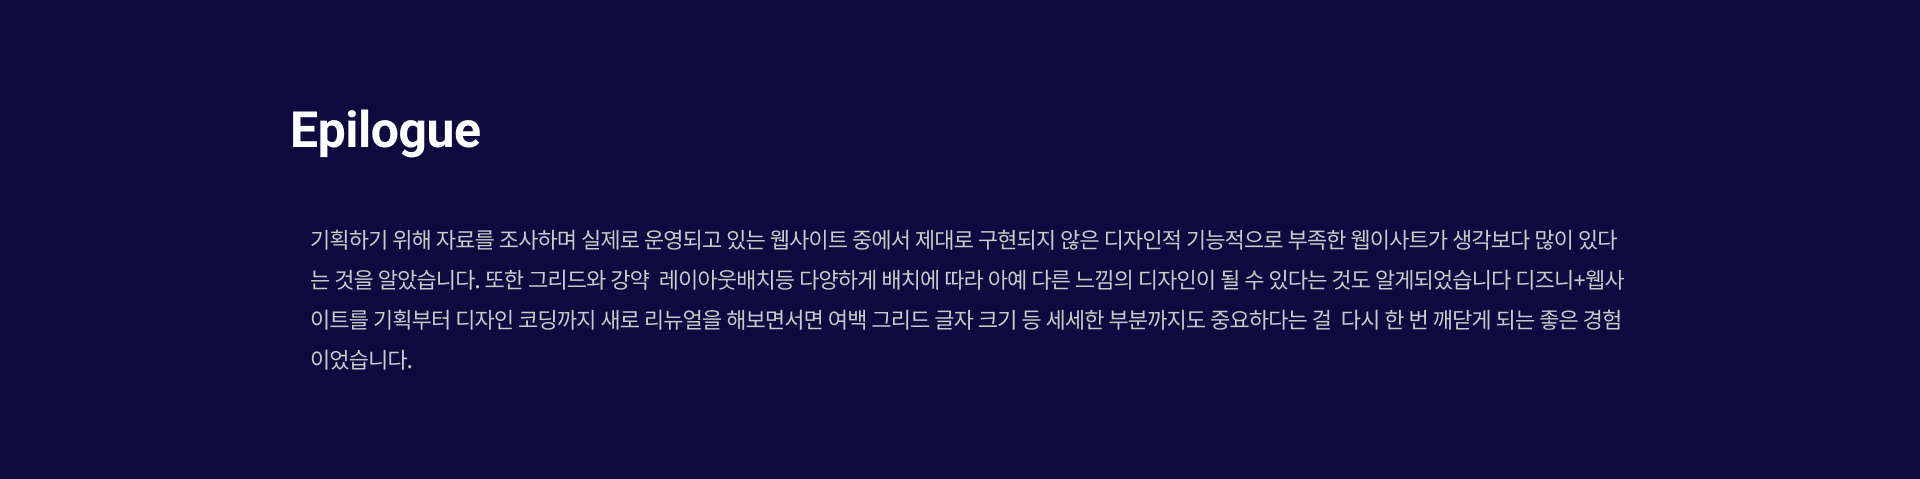 Epilogue
기획하기 위해 자료를 조사하며 실제로 운영되고 있는 웹사이트 중에서 제대로 구현되지 않은 디자인적 기능적으로 부족한 웹이사트가 생각보다 많이 있다
는 것을 알았습니다. 또한 그리드와 강약  레이아웃배치등 다양하게 배치에 따라 아예 다른 느낌의 디자인이 될 수 있다는 것도 알게되었습니다 디즈니+웹사
이트를 기획부터 디자인 코딩까지 새로 리뉴얼을 해보면서면 여백 그리드 글자 크기 등 세세한 부분까지도 중요하다는 걸  다시 한 번 깨닫게 되는 좋은 경험
이었습니다.